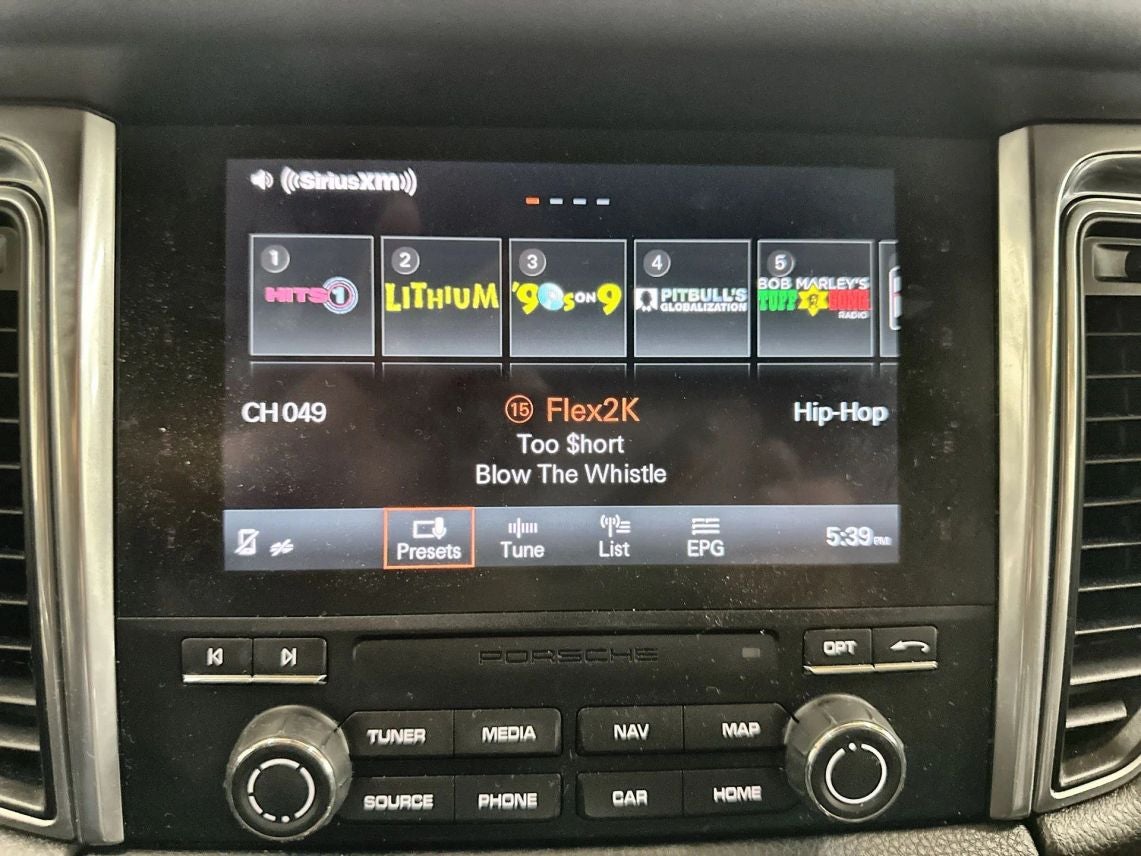 ((SiriusXM))
1 2 3 4 5
HITS 1 LITHIUM '90s ON 9 PITBULL'S GLOBALIZATION BOB MARLEY'S TUFF GONG RADIO
CH 049 15 Flex2K Hip-Hop
Too $hort
Blow The Whistle
Presets Tune List EPG 5:39 PM
PORSCHE OPT
TUNER MEDIA NAV MAP
SOURCE PHONE CAR HOME